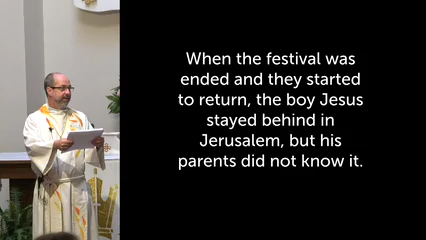 When the festival was
ended and they started
to return, the boy Jesus
stayed behind in
Jerusalem, but his
parents did not know it.